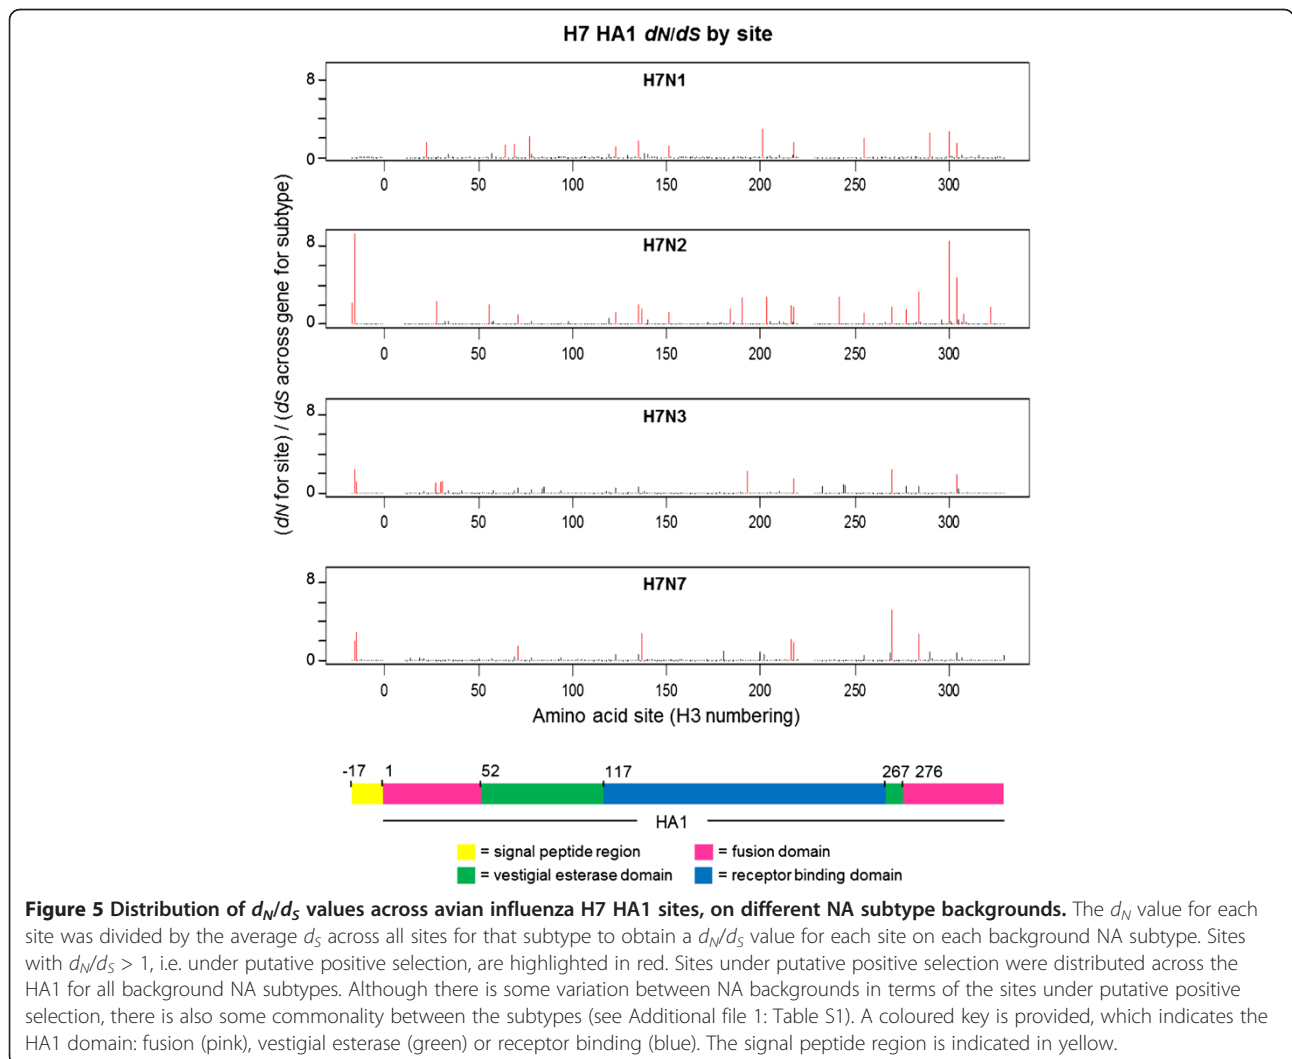 H7 HA1 dN/dS by site
(dN for site) / (dS across gene for subtype)
H7N1
8
0
0 50 100 150 200 250 300
H7N2
8
0
0 50 100 150 200 250 300
H7N3
8
0
0 50 100 150 200 250 300
H7N7
8
0
0 50 100 150 200 250 300
Amino acid site (H3 numbering)
-17 1 52 117 267 276
HA1
= signal peptide region = fusion domain
= vestigial esterase domain = receptor binding domain
Figure 5 Distribution of dN/dS values across avian influenza H7 HA1 sites, on different NA subtype backgrounds. The dN value for each
site was divided by the average dS across all sites for that subtype to obtain a dN/dS value for each site on each background NA subtype. Sites
with dN/dS > 1, i.e. under putative positive selection, are highlighted in red. Sites under putative positive selection were distributed across the
HA1 for all background NA subtypes. Although there is some variation between NA backgrounds in terms of the sites under putative positive
selection, there is also some commonality between the subtypes (see Additional file 1: Table S1). A coloured key is provided, which indicates the
HA1 domain: fusion (pink), vestigial esterase (green) or receptor binding (blue). The signal peptide region is indicated in yellow.